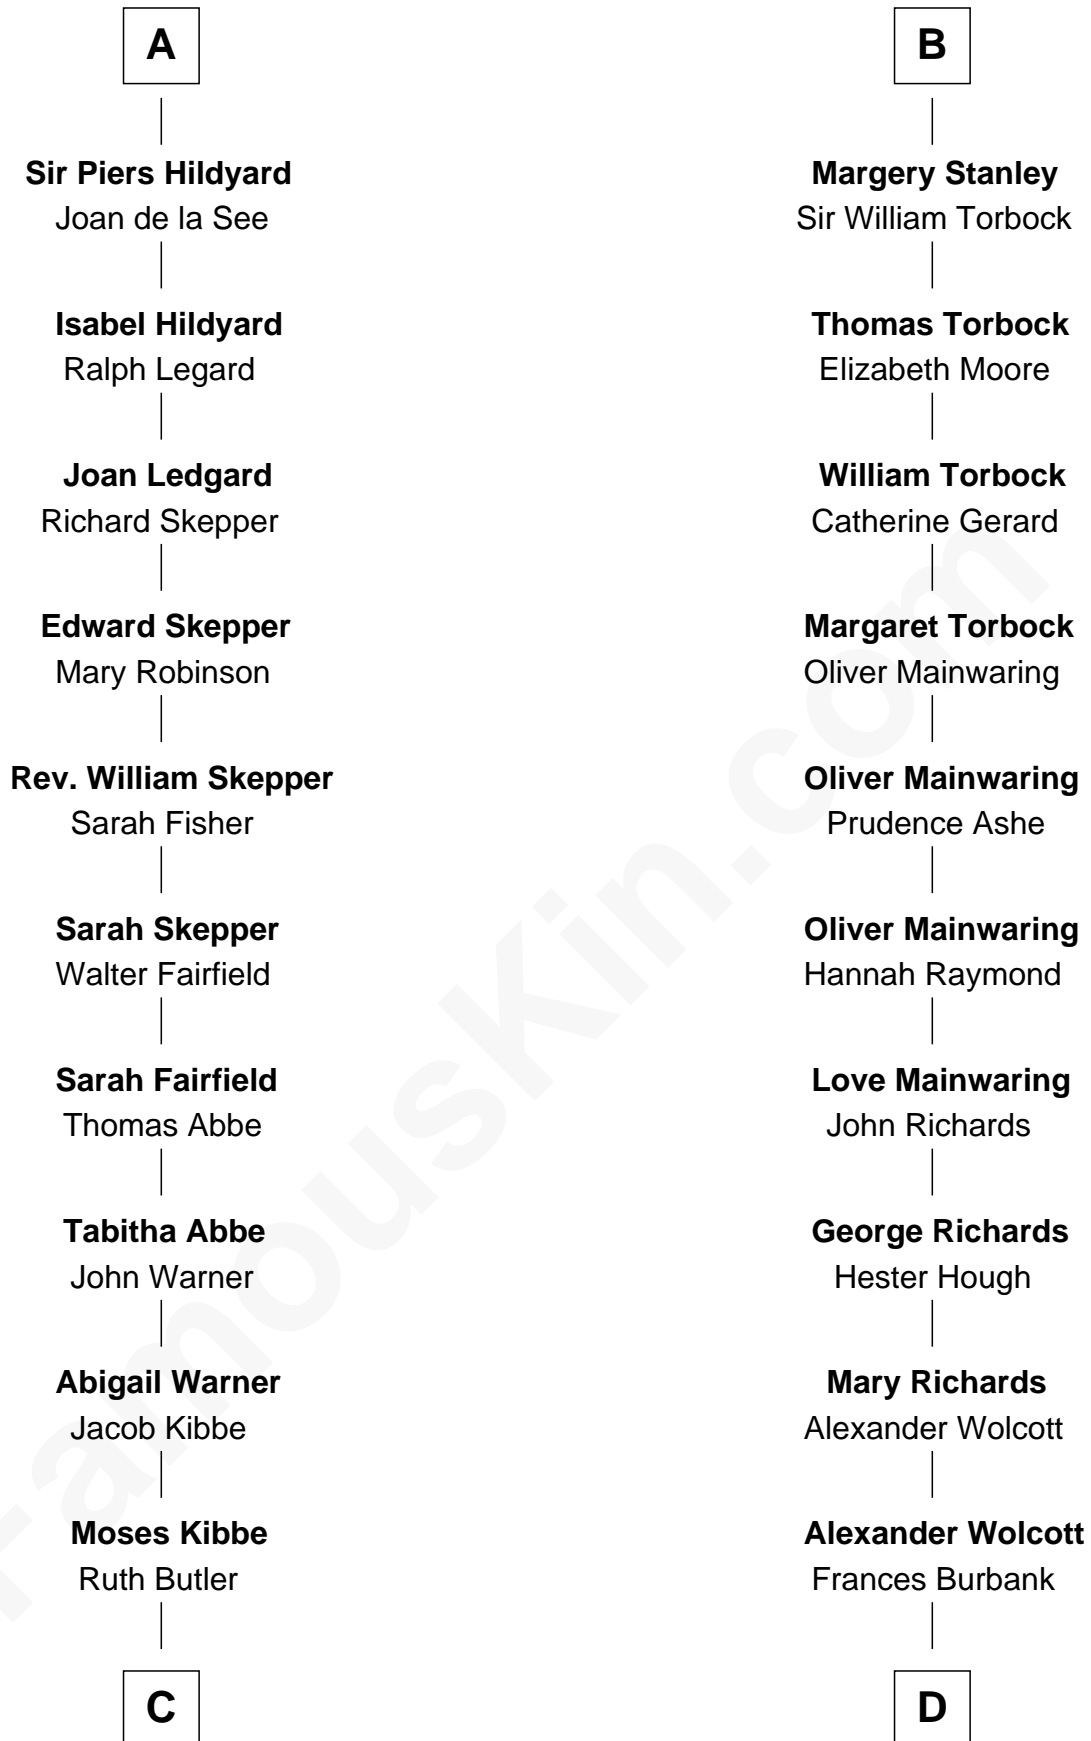 A
Sir Piers Hildyard
Joan de la See
Isabel Hildyard
Ralph Legard
Joan Ledgard
Richard Skepper
Edward Skepper
Mary Robinson
Rev. William Skepper
Sarah Fisher
Sarah Skepper
Walter Fairfield
Sarah Fairfield
Thomas Abbe
Tabitha Abbe
John Warner
Abigail Warner
Jacob Kibbe
Moses Kibbe
Ruth Butler
C
B
Margery Stanley
Sir William Torbock
Thomas Torbock
Elizabeth Moore
William Torbock
Catherine Gerard
Margaret Torbock
Oliver Mainwaring
Oliver Mainwaring
Prudence Ashe
Oliver Mainwaring
Hannah Raymond
Love Mainwaring
John Richards
George Richards
Hester Hough
Mary Richards
Alexander Wolcott
Alexander Wolcott
Frances Burbank
D
FamousKin.com